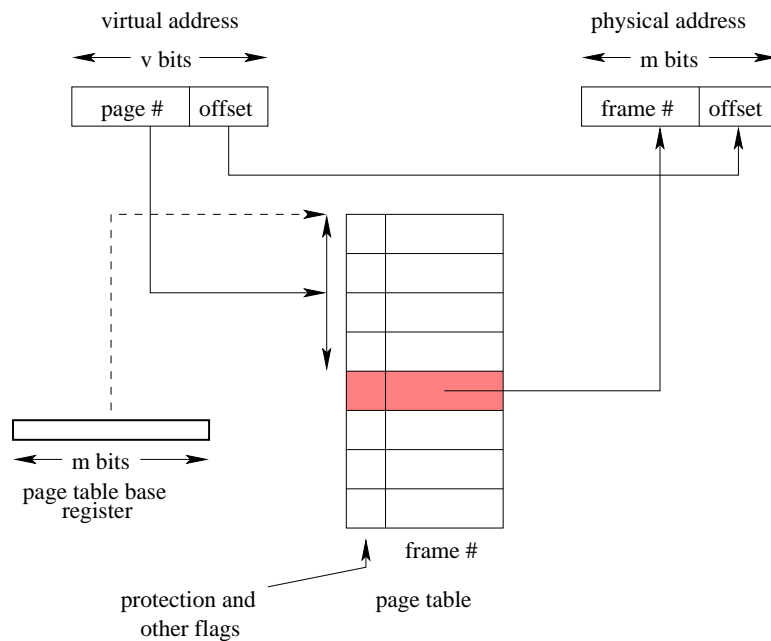 virtual address
physical address
v bits
m bits
page #
offset
frame #
offset
m bits
page table base
register
frame #
protection and
other flags
page table